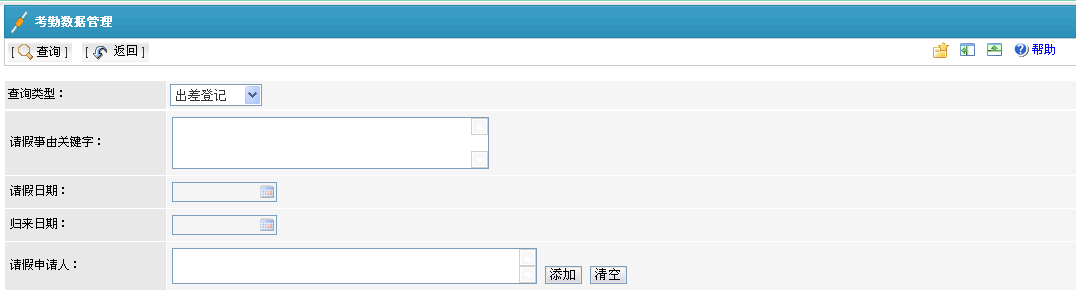 考勤数据管理
[ 查询 ] [ 返回 ] 帮助
查询类型： 出差登记
请假事由关键字：
请假日期：
归来日期：
请假申请人： 添加 清空